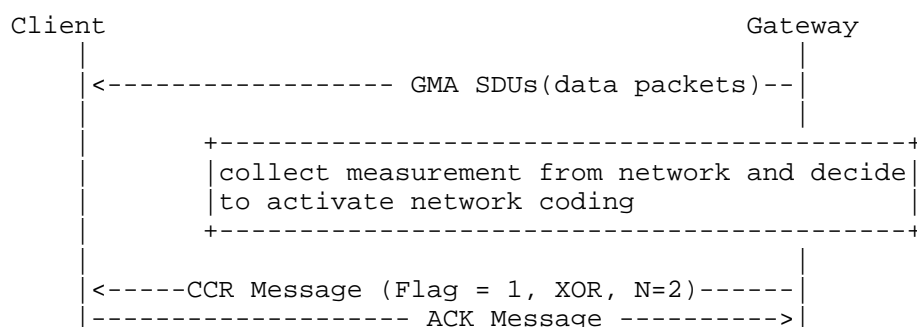 Client Gateway
GMA SDUs(data packets)
collect measurement from network and decide
to activate network coding
CCR Message (Flag = 1, XOR, N=2)
ACK Message